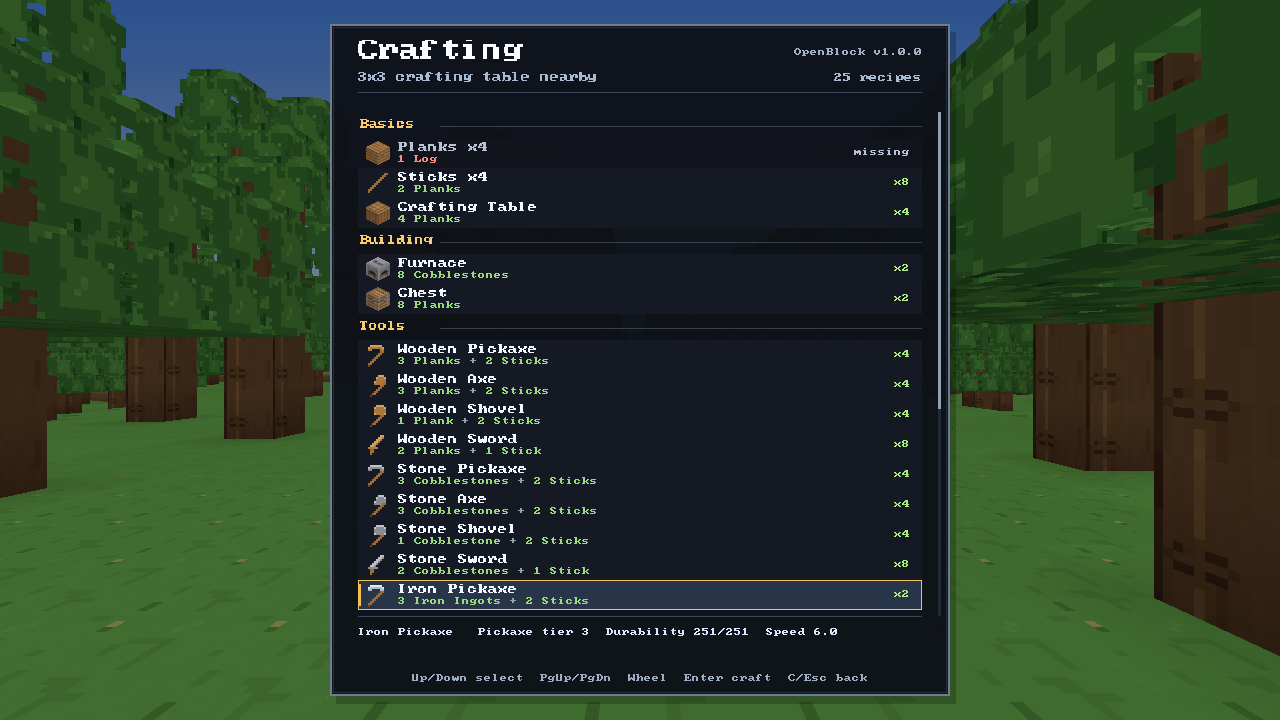 Crafting
OpenBlock v1.0.0
3x3 crafting table nearby
25 recipes
Basics
Planks x4
1 Log
missing
Sticks x4
2 Planks
x8
Crafting Table
4 Planks
x4
Building
Furnace
8 Cobblestones
x2
Chest
8 Planks
x2
Tools
Wooden Pickaxe
3 Planks + 2 Sticks
x4
Wooden Axe
3 Planks + 2 Sticks
x4
Wooden Shovel
1 Plank + 2 Sticks
x4
Wooden Sword
2 Planks + 1 Stick
x8
Stone Pickaxe
3 Cobblestones + 2 Sticks
x4
Stone Axe
3 Cobblestones + 2 Sticks
x4
Stone Shovel
1 Cobblestone + 2 Sticks
x4
Stone Sword
2 Cobblestones + 1 Stick
x8
Iron Pickaxe
3 Iron Ingots + 2 Sticks
x2
Iron Pickaxe Pickaxe tier 3 Durability 251/251 Speed 6.0
Up/Down select PgUp/PgDn Wheel Enter craft C/Esc back